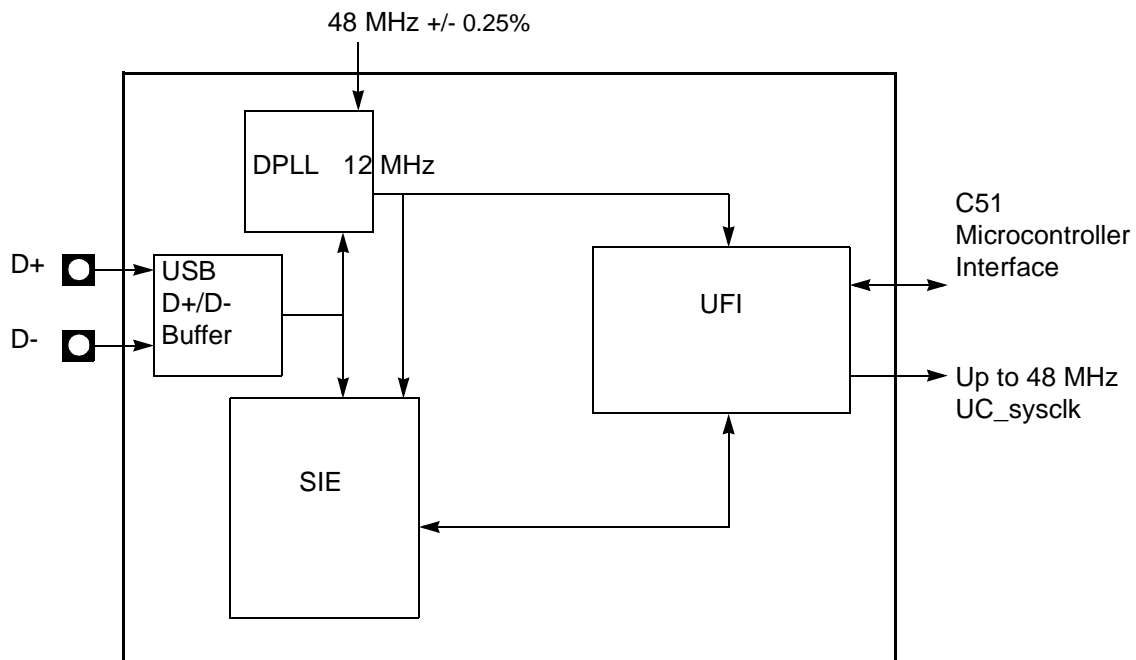 48 MHz +/- 0.25%
DPLL 12 MHz
D+
D-
USB
D+/D-
Buffer
UFI
C51
Microcontroller
Interface
Up to 48 MHz
UC_sysclk
SIE